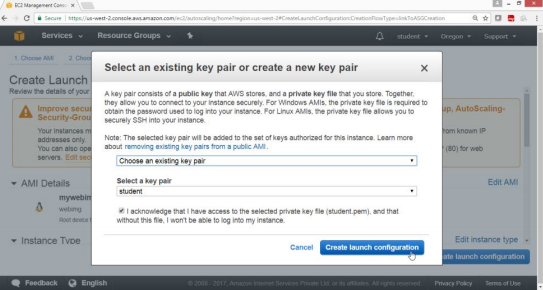 EC2 Management Conso
Secure
https://us-west-2.console.aws.amazon.com/ec2/autoscaling/home?region=us-west-2#CreateLaunchConfiguration:createFlowType=linkToASGCreation
Services
Resource Groups
student
Oregon
Support
1. Choose AMI
2. Choo
Create Launch
Review the details of your
Improve secu
Security-Grou
up, AutoScaling-
Your instances m
from known IP
addresses only.
You can also ope
(80) for web
servers. Edit sec
AMI Details
Edit AMI
mywebim
webimg
Root device t
Instance Type
Edit instance type
ate launch configuration
Select an existing key pair or create a new key pair
A key pair consists of a public key that AWS stores, and a private key file that you store. Together,
they allow you to connect to your instance securely. For Windows AMIs, the private key file is required to
obtain the password used to log into your instance. For Linux AMIs, the private key file allows you to
securely SSH into your instance.
Note: The selected key pair will be added to the set of keys authorized for this instance. Learn more
about removing existing key pairs from a public AMI.
Choose an existing key pair
Select a key pair
student
I acknowledge that I have access to the selected private key file (student.pem), and that
without this file, I won't be able to log into my instance.
Cancel
Create launch configuration
Feedback
English
© 2008 - 2017, Amazon Internet Services Private Ltd. or its affiliates. All rights reserved.
Privacy Policy
Terms of Use